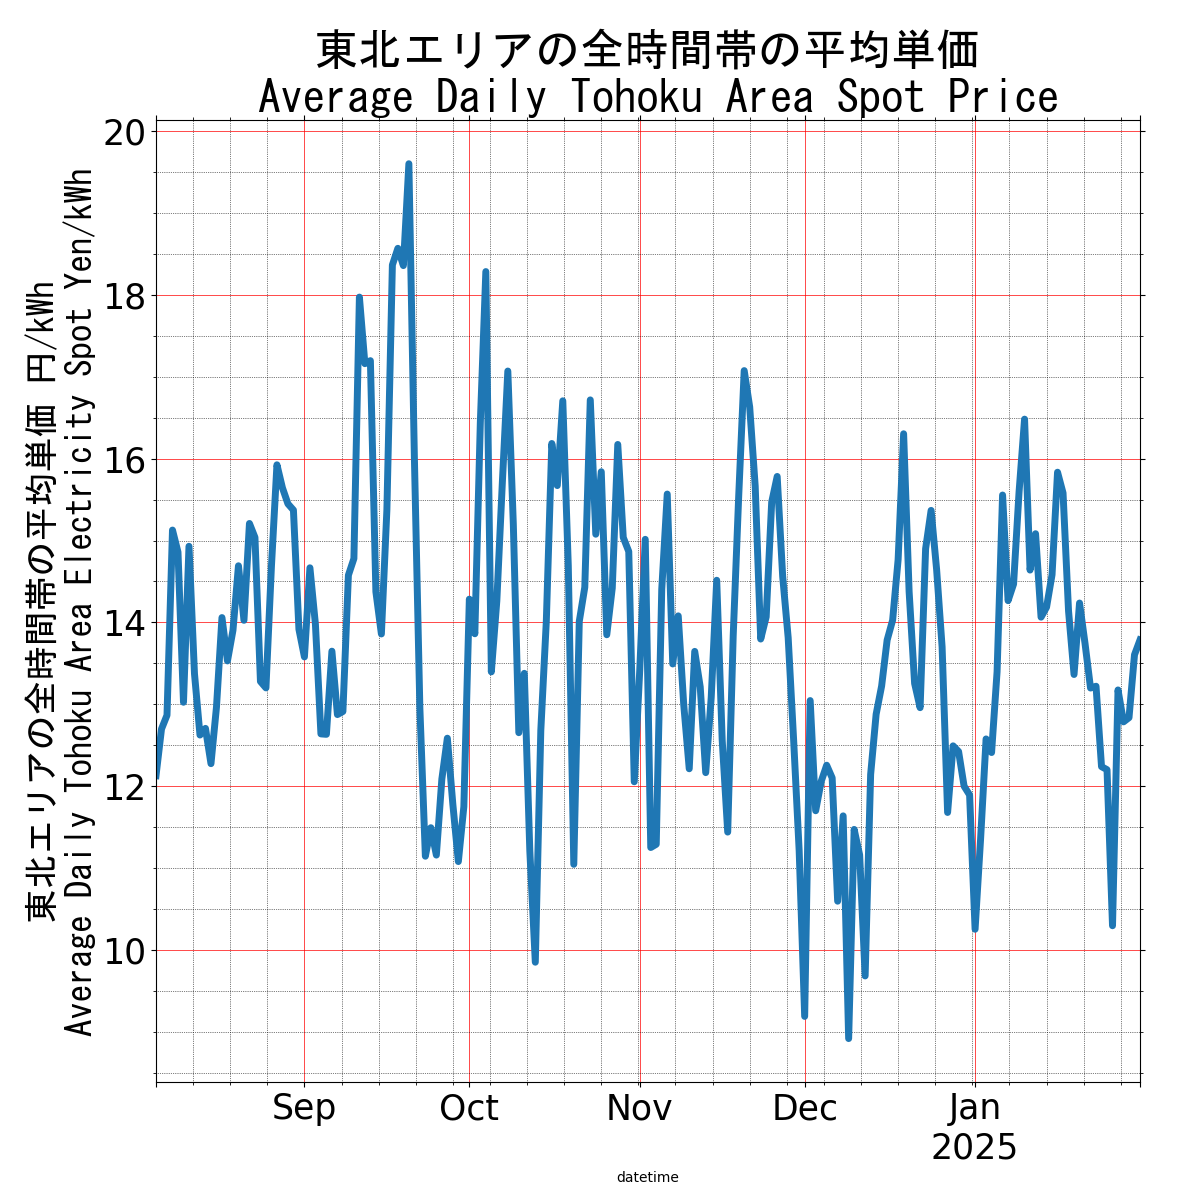 東北エリアの全時間帯の平均単価
Average Daily Tohoku Area Spot Price
東北エリアの全時間帯の平均単価 円/kWh
Average Daily Tohoku Area Electricity Spot Yen/kWh
20
18
16
14
12
10
Sep
Oct
Nov
Dec
Jan
2025
datetime